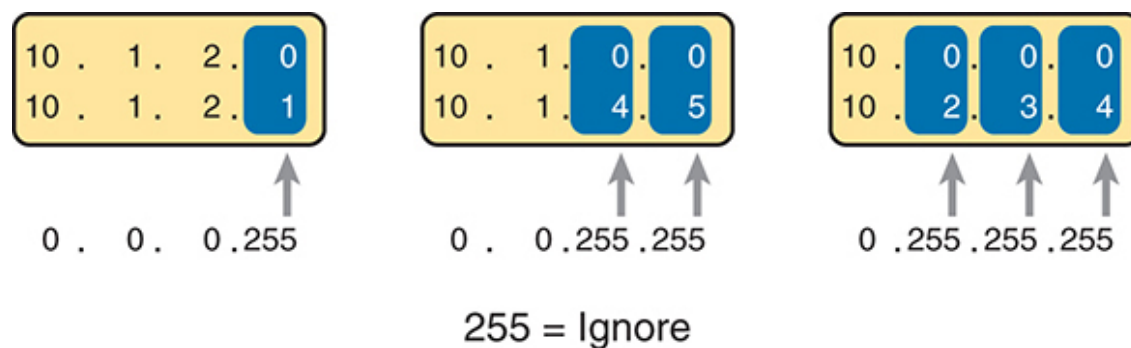 10 . 1 . 2 . 0
10 . 1 . 2 . 1
0 . 0 . 0 . 255
10 . 1 . 0 . 0
10 . 1 . 4 . 5
0 . 0 . 255 . 255
10 . 0 . 0 . 0
10 . 2 . 3 . 4
0 . 255 . 255 . 255
255 = Ignore